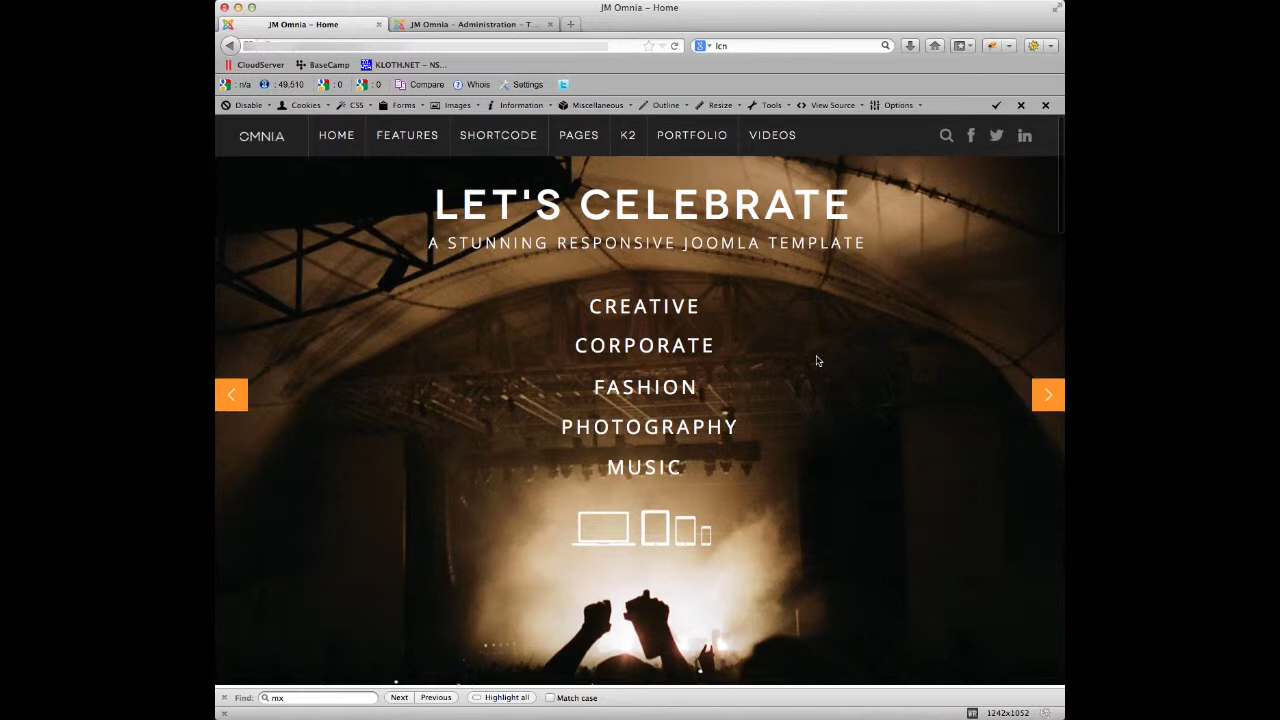 JM Omnia – Home
JM Omnia – Home
JM Omnia – Administration – T...
lcn
CloudServer BaseCamp KLOTH.NET – NS...
: n/a : 49,510 : 0 : 0 Compare Whois Settings
Disable Cookies CSS Forms Images Information Miscellaneous Outline Resize Tools View Source Options
OMNIA HOME FEATURES SHORTCODE PAGES K2 PORTFOLIO VIDEOS
LET'S CELEBRATE
A STUNNING RESPONSIVE JOOMLA TEMPLATE
CREATIVE
CORPORATE
FASHION
PHOTOGRAPHY
MUSIC
Find: mx Next Previous Highlight all Match case
1242x1052